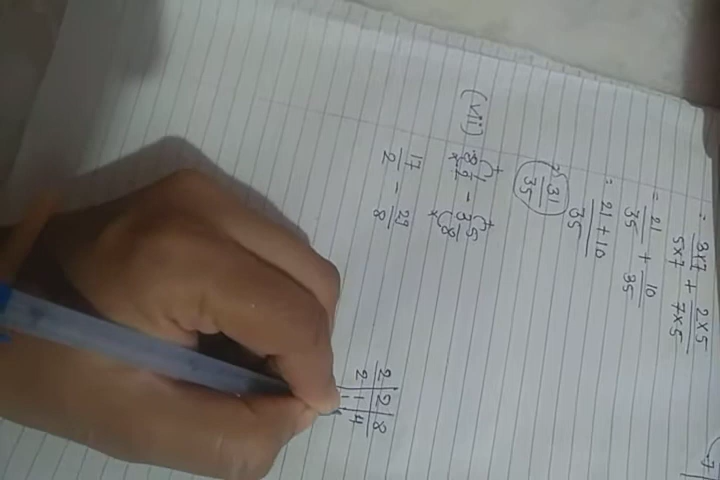 7
= 3×7/5×7 + 2×5/7×5
= 21/35 + 10/35
= 21+10/35
= 31/35
(vii) 8 1/2 - 3 5/8
17/2 - 29/8
2 | 2 | 8
2 | 1 | 4